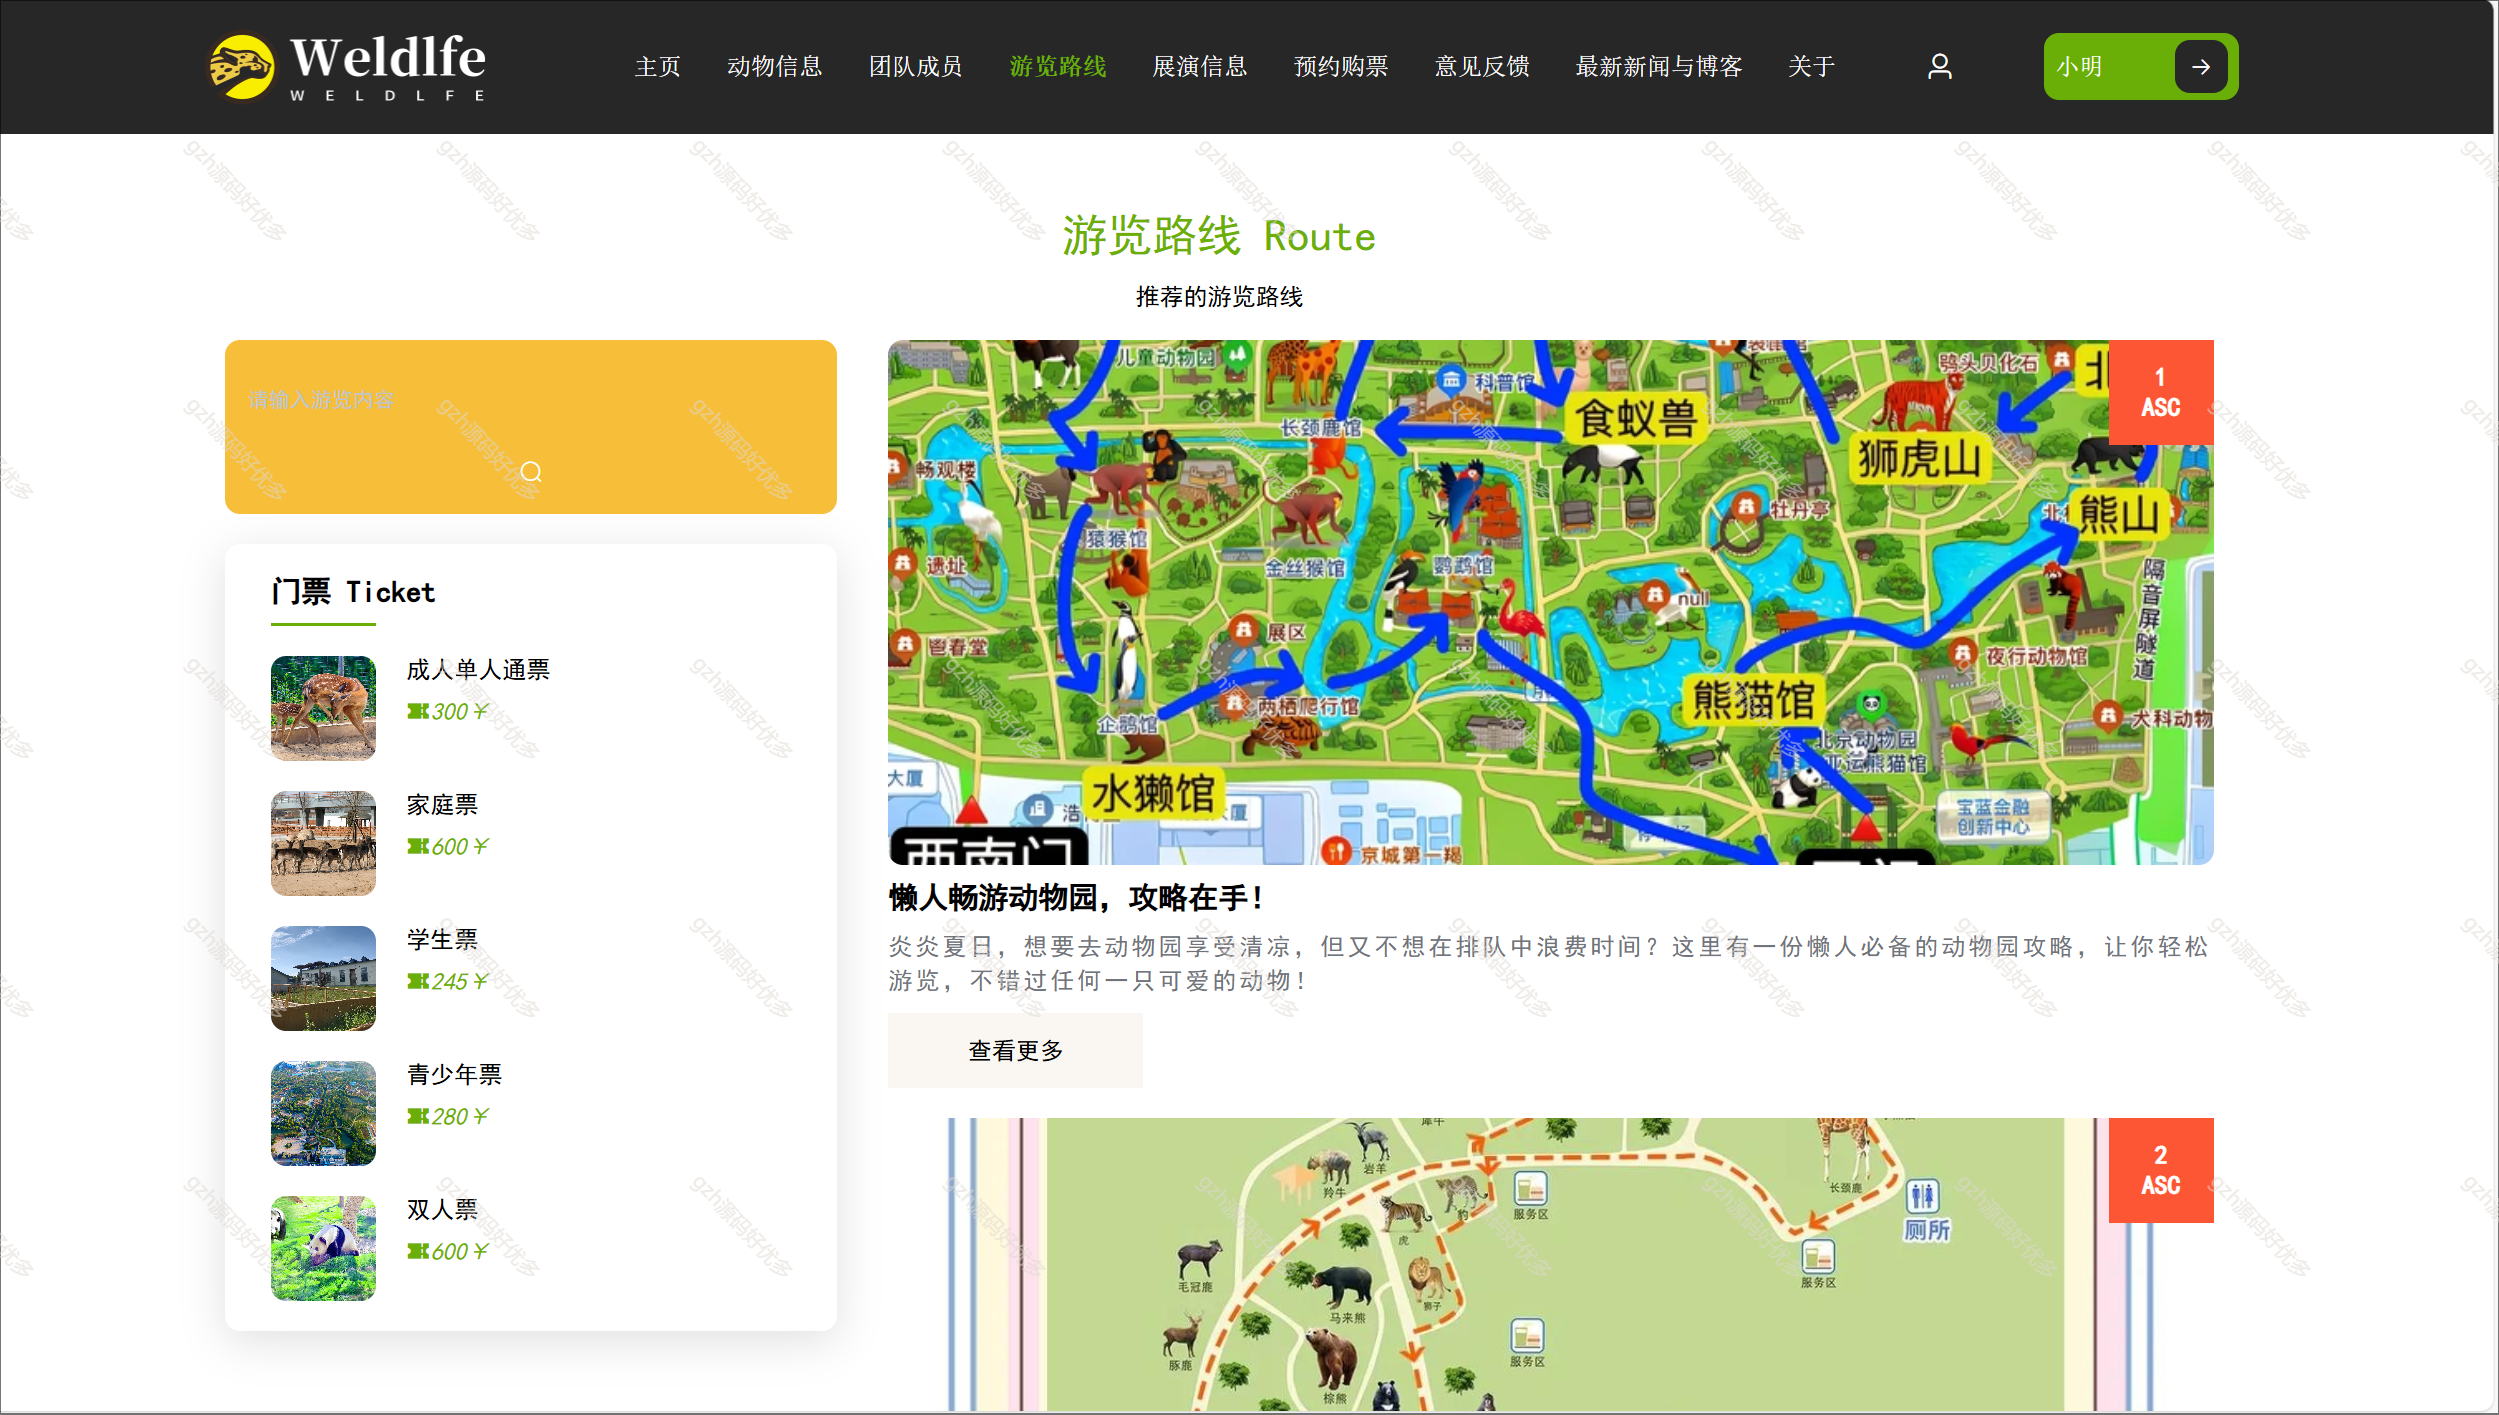 Weldlfe
WELDLFE
主页 动物信息 团队成员 游览路线 展演信息 预约购票 意见反馈 最新新闻与博客 关于
小明
游览路线 Route
推荐的游览路线
请输入游览内容
门票 Ticket
成人单人通票
300￥
家庭票
600￥
学生票
245￥
青少年票
280￥
双人票
600￥
1
ASC
儿童动物园
科普馆
鸮头贝化石
北
长颈鹿馆
食蚁兽
狮虎山
畅观楼
牡丹亭
熊山
猿猴馆
金丝猴馆
鹦鹉馆
遗址
null
隔音屏隧道
展区
鬯春堂
夜行动物馆
两栖爬行馆
企鹅馆
熊猫馆
犬科动物
北京动物园
亚运熊猫馆
大厦
水獭馆
大厦
宝蓝金融
创新中心
西南门
京城第一羯
懒人畅游动物园，攻略在手！
炎炎夏日，想要去动物园享受清凉，但又不想在排队中浪费时间？这里有一份懒人必备的动物园攻略，让你轻松
游览，不错过任何一只可爱的动物！
查看更多
2
ASC
犀牛
岩羊
羚牛
豹
服务区
长颈鹿
厕所
虎
毛冠鹿
服务区
狮子
马来熊
豚鹿
服务区
棕熊
gzh源码好优多